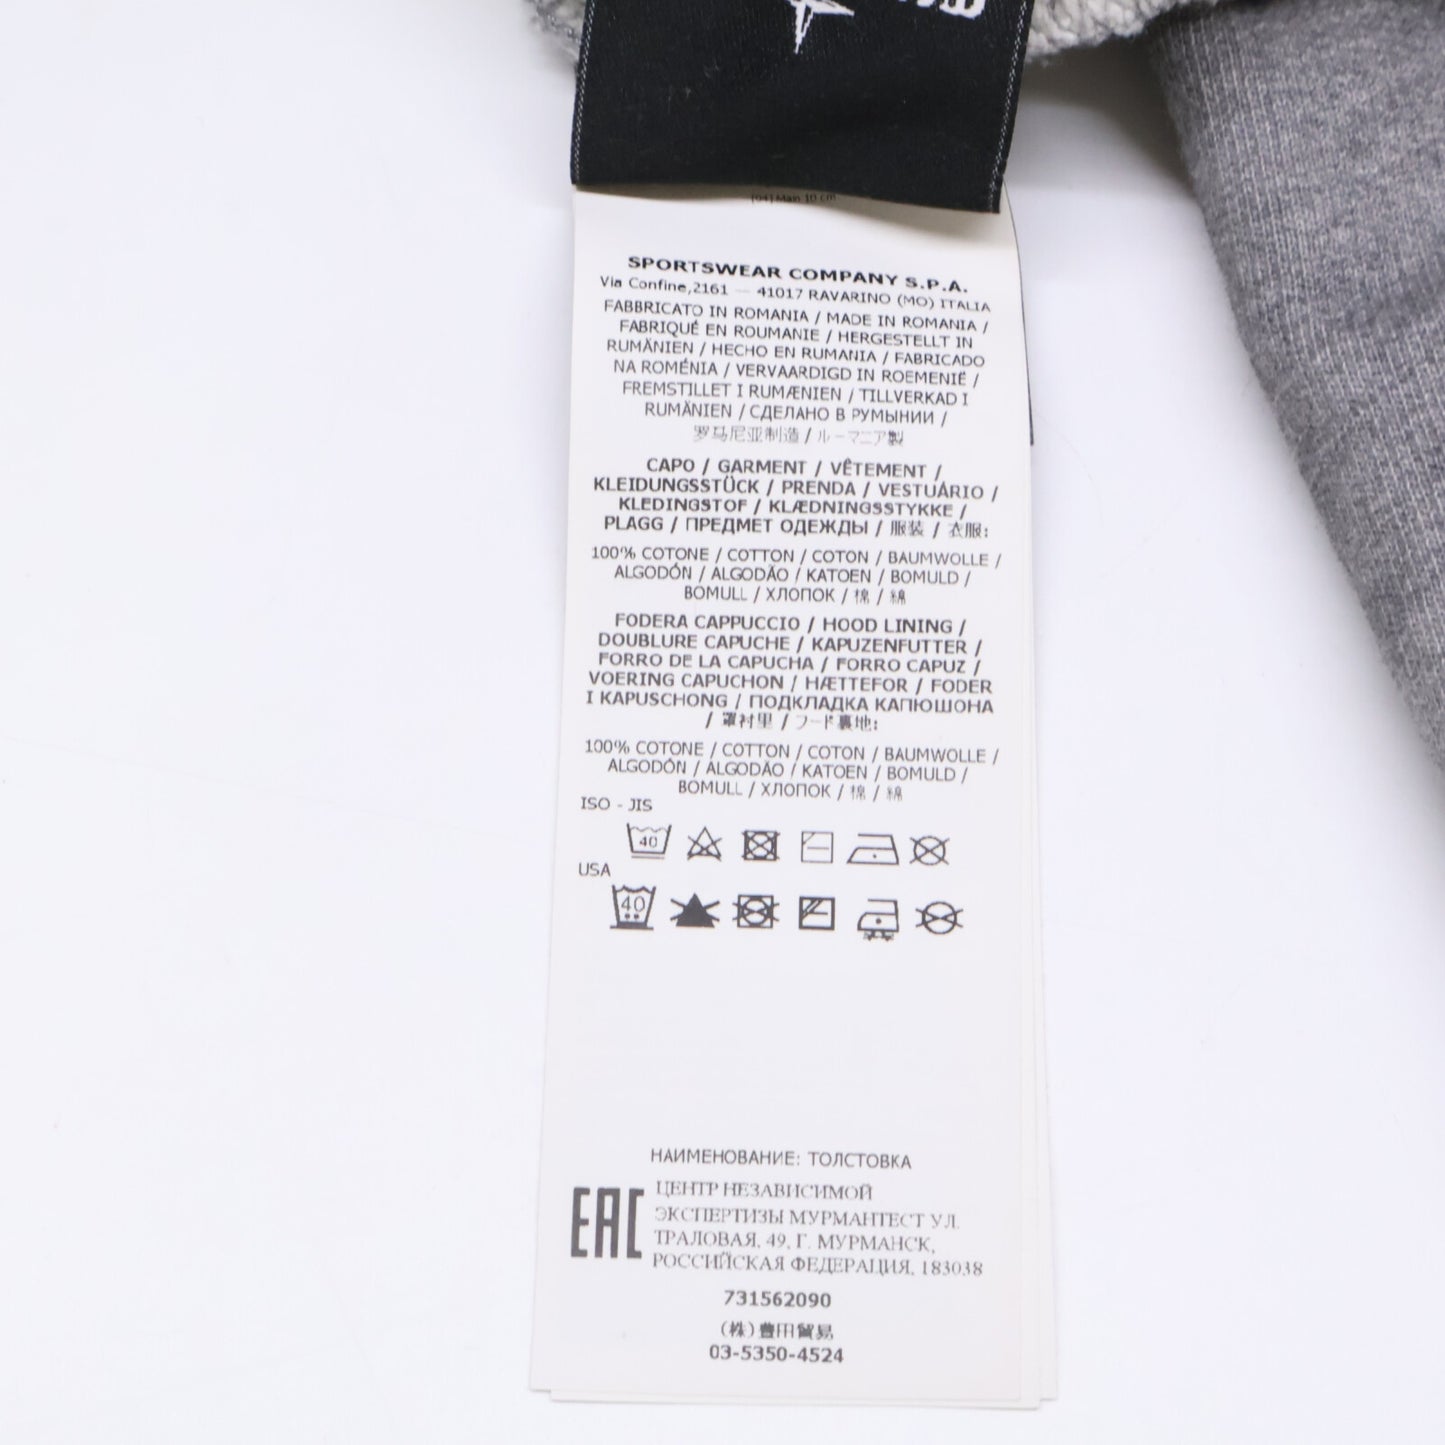 (04) Main 10 cm
SPORTSWEAR COMPANY S.P.A.
Via Confine,2161 — 41017 RAVARINO (MO) ITALIA
FABBRICATO IN ROMANIA / MADE IN ROMANIA /
FABRIQUÉ EN ROUMANIE / HERGESTELLT IN
RUMÄNIEN / HECHO EN RUMANIA / FABRICADO
NA ROMÉNIA / VERVAARDIGD IN ROEMENIË /
FREMSTILLET I RUMÆNIEN / TILLVERKAD I
RUMÄNIEN / СДЕЛАНО В РУМЫНИИ /
罗马尼亚制造 / ルーマニア製
CAPO / GARMENT / VÊTEMENT /
KLEIDUNGSSTÜCK / PRENDA / VESTUÁRIO /
KLEDINGSTOF / KLÆDNINGSSTYKKE /
PLAGG / ПРЕДМЕТ ОДЕЖДЫ / 服装 / 衣服:
100% COTONE / COTTON / COTON / BAUMWOLLE /
ALGODÓN / ALGODÃO / KATOEN / BOMULD /
BOMULL / ХЛОПОК / 棉 / 綿
FODERA CAPPUCCIO / HOOD LINING /
DOUBLURE CAPUCHE / KAPUZENFUTTER /
FORRO DE LA CAPUCHA / FORRO CAPUZ /
VOERING CAPUCHON / HÆTTEFOR / FODER
I KAPUSCHONG / ПОДКЛАДКА КАПЮШОНА
/ 罩衬里 / フード裏地:
100% COTONE / COTTON / COTON / BAUMWOLLE /
ALGODÓN / ALGODÃO / KATOEN / BOMULD /
BOMULL / ХЛОПОК / 棉 / 綿
ISO - JIS
40
USA
40
НАИМЕНОВАНИЕ: ТОЛСТОВКА
EAC
ЦЕНТР НЕЗАВИСИМОЙ
ЭКСПЕРТИЗЫ МУРМАНТЕСТ УЛ.
ТРАЛОВАЯ, 49, Г. МУРМАНСК,
РОССИЙСКАЯ ФЕДЕРАЦИЯ, 183038
731562090
(株)豊田貿易
03-5350-4524